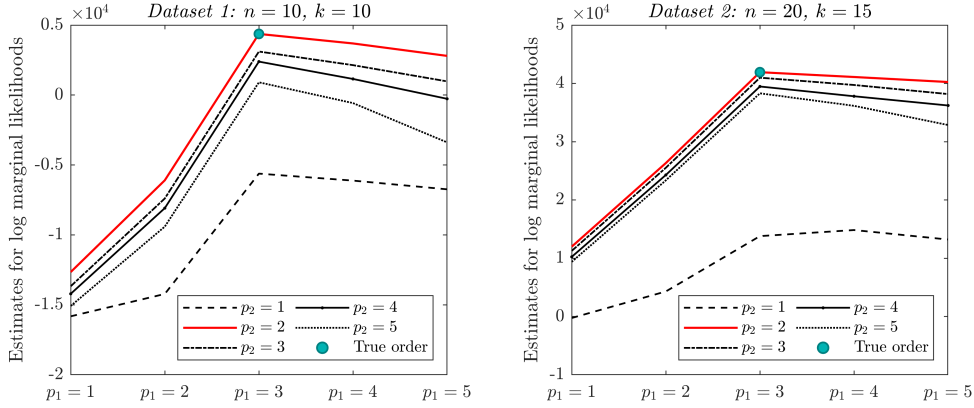 Dataset 1: n = 10, k = 10
×10⁴
Estimates for log marginal likelihoods
0.5
0
-0.5
-1
-1.5
-2
p₁ = 1 p₁ = 2 p₁ = 3 p₁ = 4 p₁ = 5
p₂ = 1 p₂ = 4
p₂ = 2 p₂ = 5
p₂ = 3 True order
Dataset 2: n = 20, k = 15
×10⁴
Estimates for log marginal likelihoods
5
4
3
2
1
0
-1
p₁ = 1 p₁ = 2 p₁ = 3 p₁ = 4 p₁ = 5
p₂ = 1 p₂ = 4
p₂ = 2 p₂ = 5
p₂ = 3 True order